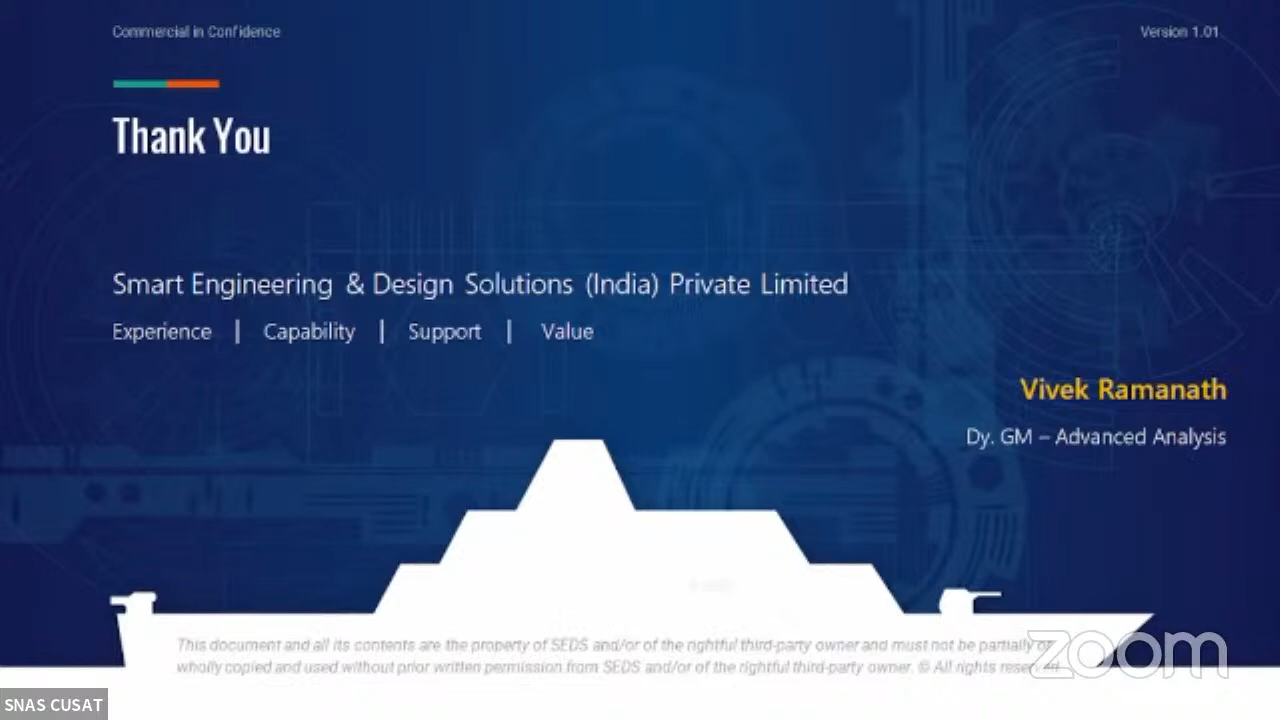 Commercial in Confidence
Version 1.01
Thank You
Smart Engineering & Design Solutions (India) Private Limited
Experience | Capability | Support | Value
Vivek Ramanath
Dy. GM – Advanced Analysis
This document and all its contents are the property of SEDS and/or of the rightful third-party owner and must not be partially or
wholly copied and used without prior written permission from SEDS and/or of the rightful third-party owner. © All rights
zoom
SNAS CUSAT